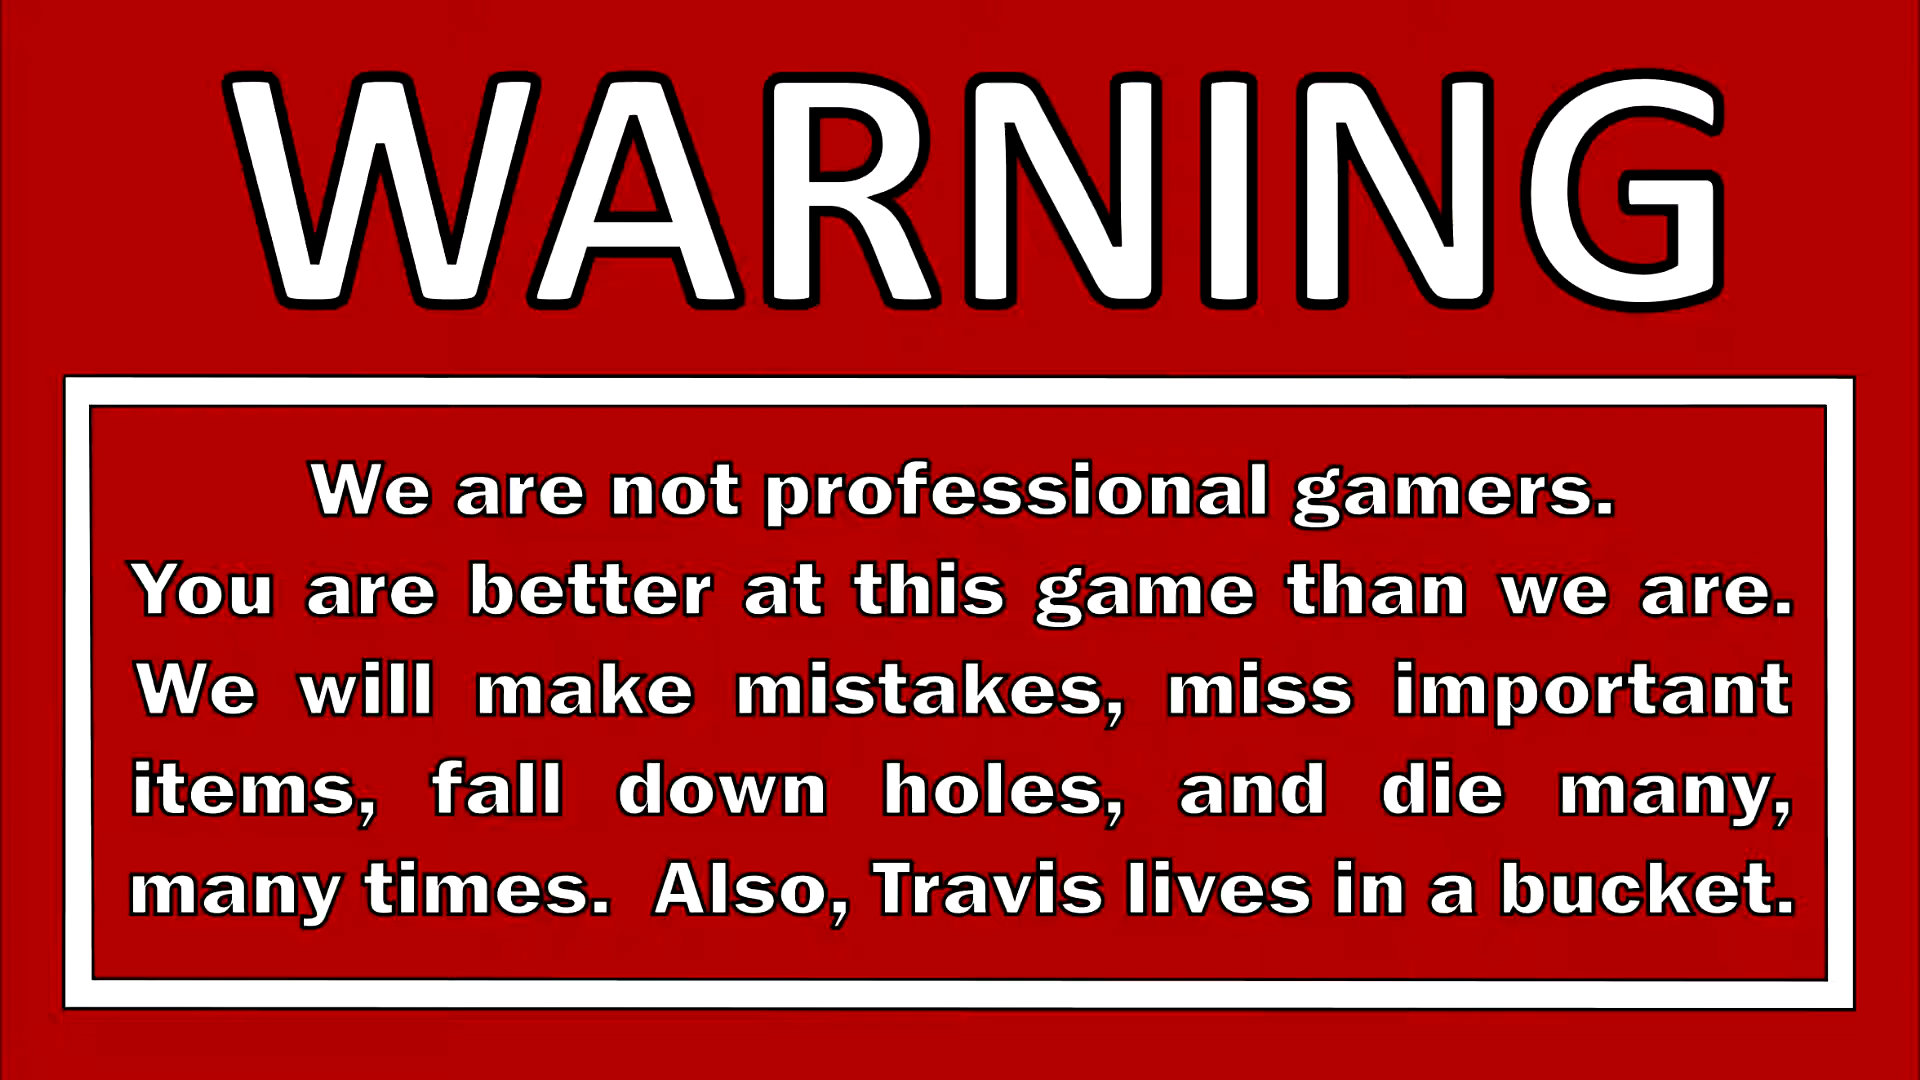 WARNING
We are not professional gamers.
You are better at this game than we are.
We will make mistakes, miss important
items, fall down holes, and die many,
many times.  Also, Travis lives in a bucket.